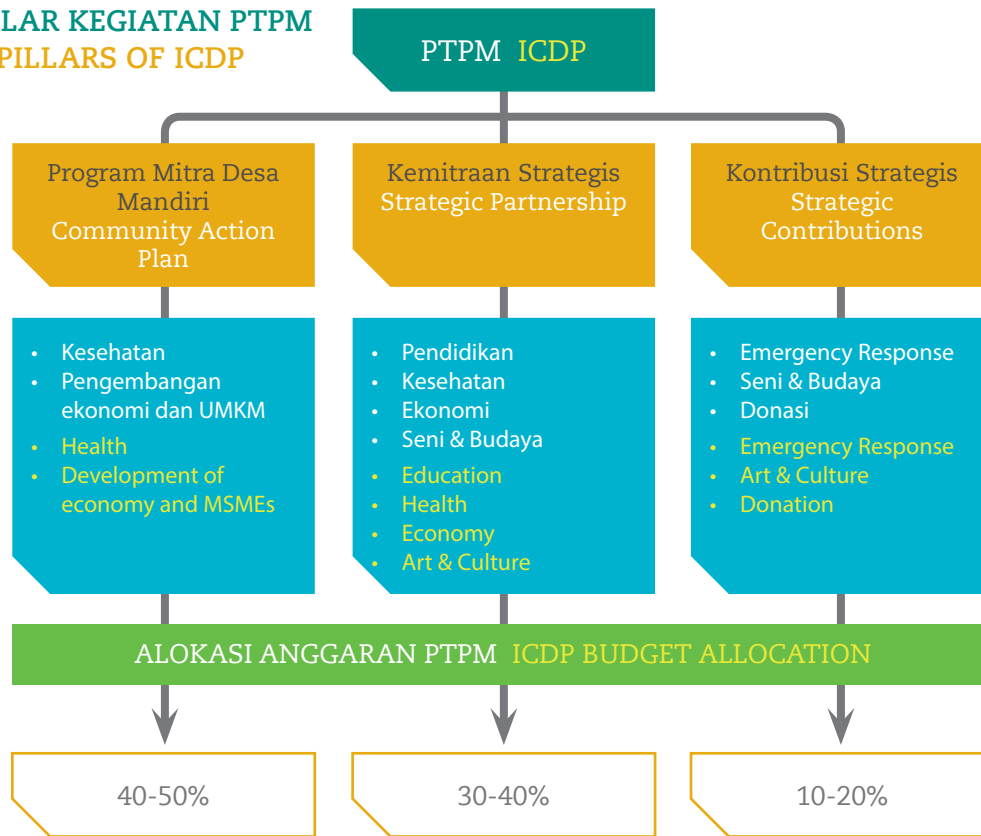 LAR KEGIATAN PTPM
PILLARS OF ICDP
PTPM ICDP
Program Mitra Desa
Mandiri
Community Action
Plan
Kemitraan Strategis
Strategic Partnership
Kontribusi Strategis
Strategic
Contributions
• Kesehatan
• Pengembangan
ekonomi dan UMKM
• Health
• Development of
economy and MSMEs
• Pendidikan
• Kesehatan
• Ekonomi
• Seni & Budaya
• Education
• Health
• Economy
• Art & Culture
• Emergency Response
• Seni & Budaya
• Donasi
• Emergency Response
• Art & Culture
• Donation
ALOKASI ANGGARAN PTPM ICDP BUDGET ALLOCATION
40-50%
30-40%
10-20%